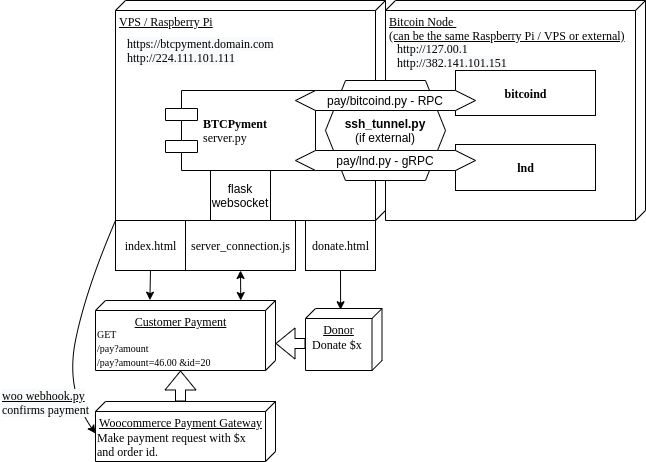 VPS / Raspberry Pi
https://btcpyment.domain.com
http://224.111.101.111
Bitcoin Node
(can be the same Raspberry Pi / VPS or external)
http://127.00.1
http://382.141.101.151
bitcoind
pay/bitcoind.py - RPC
BTCPyment
server.py
ssh_tunnel.py
(if external)
pay/lnd.py - gRPC
lnd
flask
websocket
index.html
server_connection.js
donate.html
Customer Payment
GET
/pay?amount
/pay?amount=46.00 &id=20
Donor
Donate $x
woo webhook.py
confirms payment
Woocommerce Payment Gateway
Make payment request with $x
and order id.